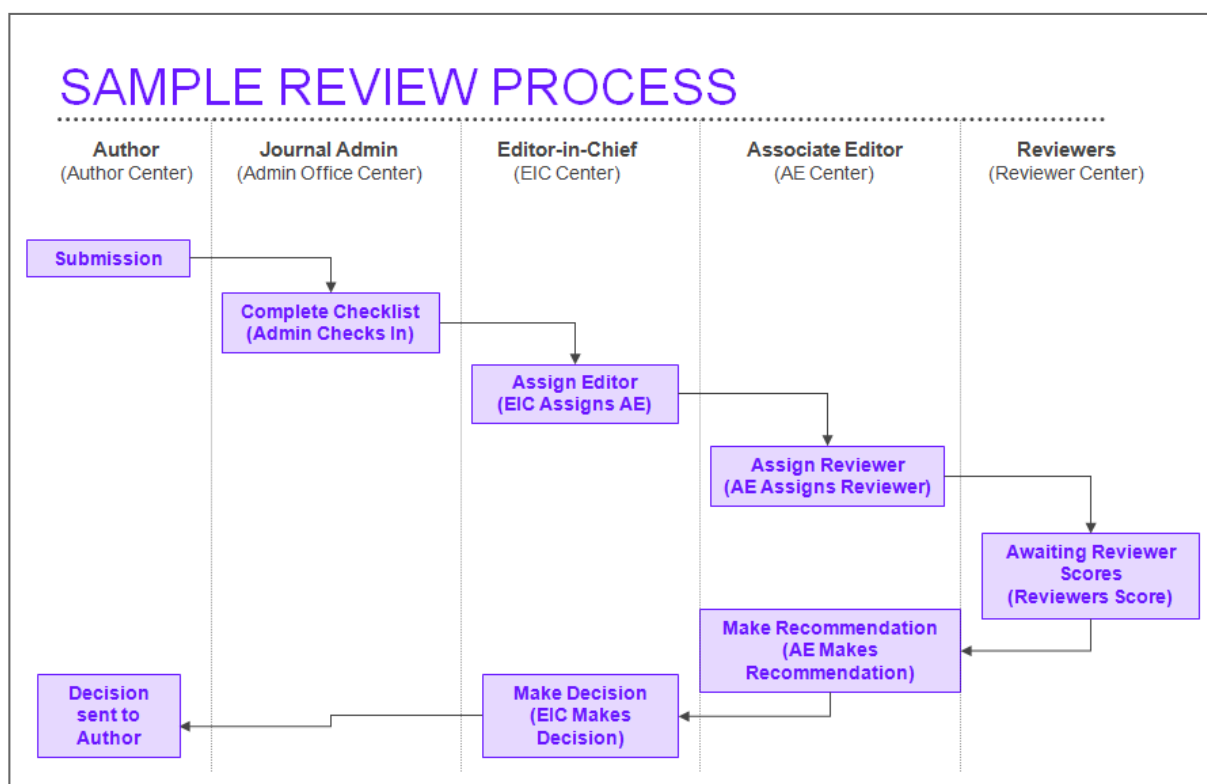 SAMPLE REVIEW PROCESS
Author
(Author Center)
Journal Admin
(Admin Office Center)
Editor-in-Chief
(EIC Center)
Associate Editor
(AE Center)
Reviewers
(Reviewer Center)
Submission
Complete Checklist
(Admin Checks In)
Assign Editor
(EIC Assigns AE)
Assign Reviewer
(AE Assigns Reviewer)
Awaiting Reviewer
Scores
(Reviewers Score)
Make Recommendation
(AE Makes
Recommendation)
Make Decision
(EIC Makes
Decision)
Decision
sent to
Author